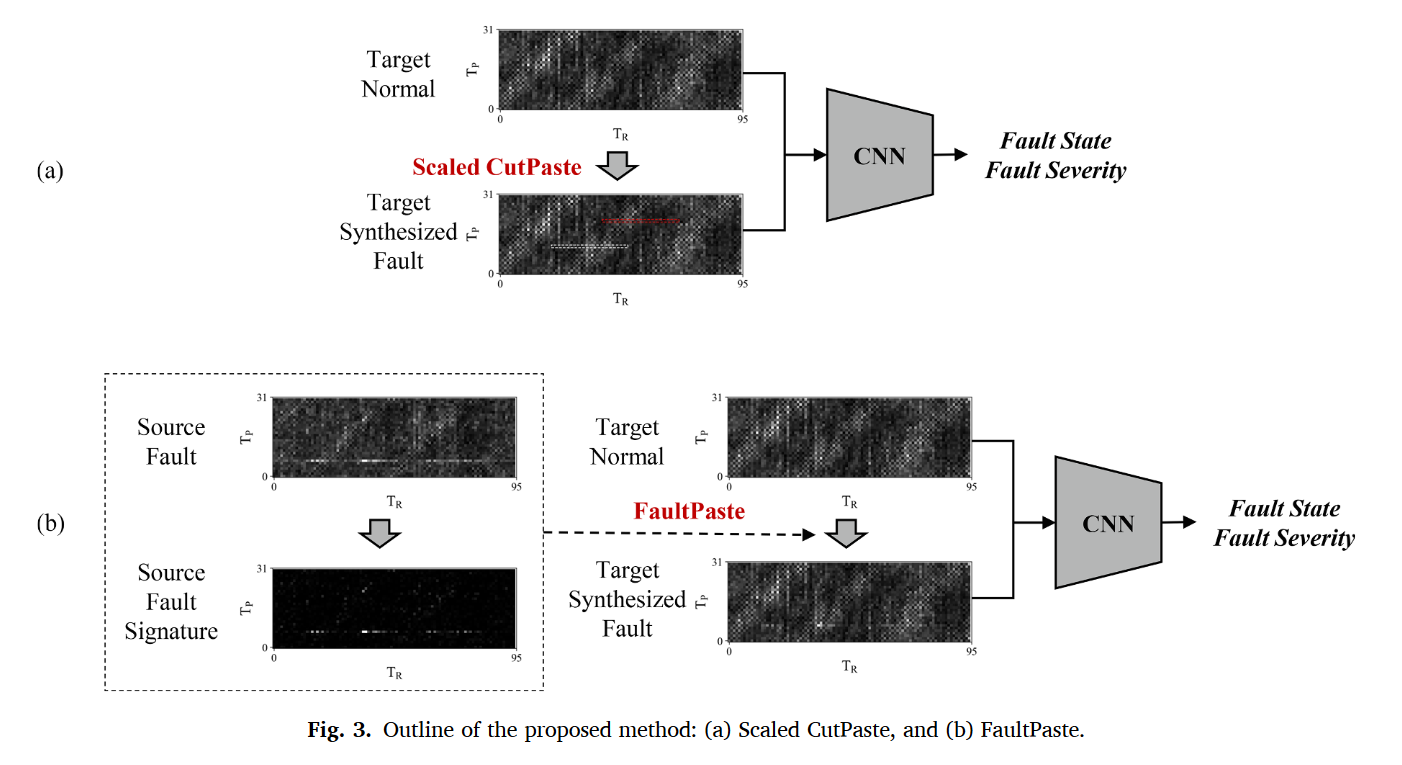 (a)
Target
Normal
31
T_P
0
0
95
T_R
Scaled CutPaste
Target
Synthesized
Fault
31
T_P
0
0
95
T_R
CNN
Fault State
Fault Severity
(b)
Source
Fault
31
T_P
0
0
95
T_R
Source
Fault
Signature
31
T_P
0
0
95
T_R
FaultPaste
Target
Normal
31
T_P
0
0
95
T_R
Target
Synthesized
Fault
31
T_P
0
0
95
T_R
CNN
Fault State
Fault Severity
Fig. 3. Outline of the proposed method: (a) Scaled CutPaste, and (b) FaultPaste.